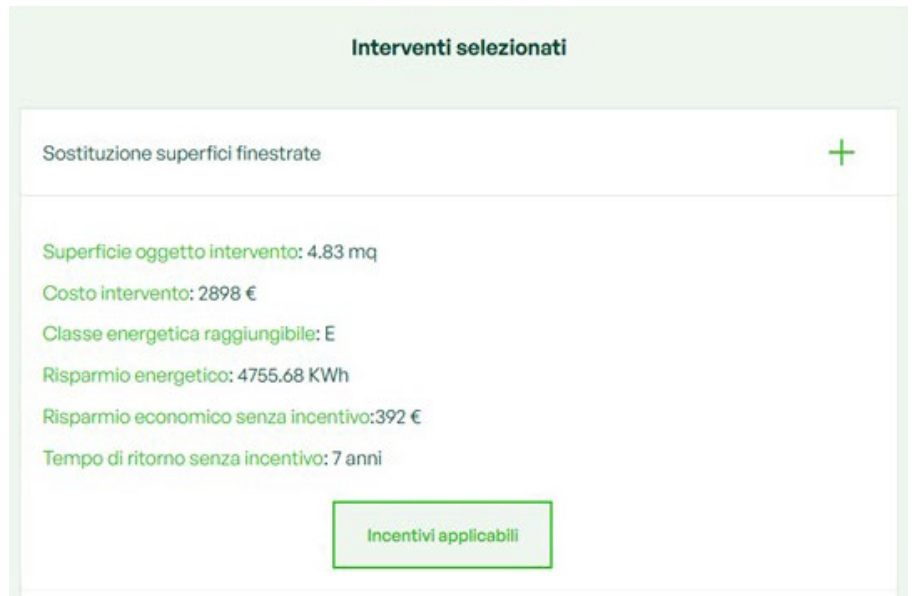 Interventi selezionati
Sostituzione superfici finestrate
Superficie oggetto intervento: 4.83 mq
Costo intervento: 2898 €
Classe energetica raggiungibile: E
Risparmio energetico: 4755.68 KWh
Risparmio economico senza incentivo:392 €
Tempo di ritorno senza incentivo: 7 anni
Incentivi applicabili